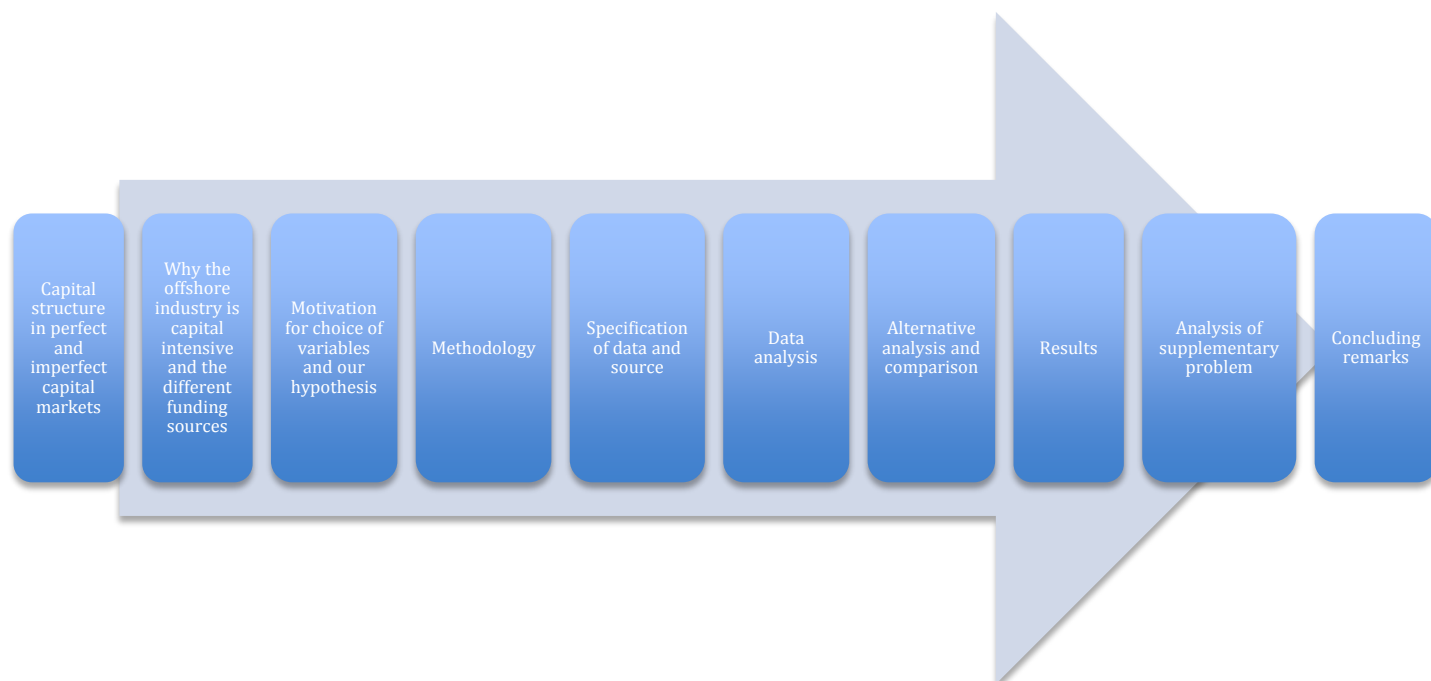 Capital
structure
in perfect
and
imperfect
capital
markets
Why the
offshore
industry is
capital
intensive
and the
different
funding
sources
Motivation
for choice of
variables
and our
hypothesis
Methodology
Specification
of data and
source
Data
analysis
Alternative
analysis and
comparison
Results
Analysis of
supplementary
problem
Concluding
remarks